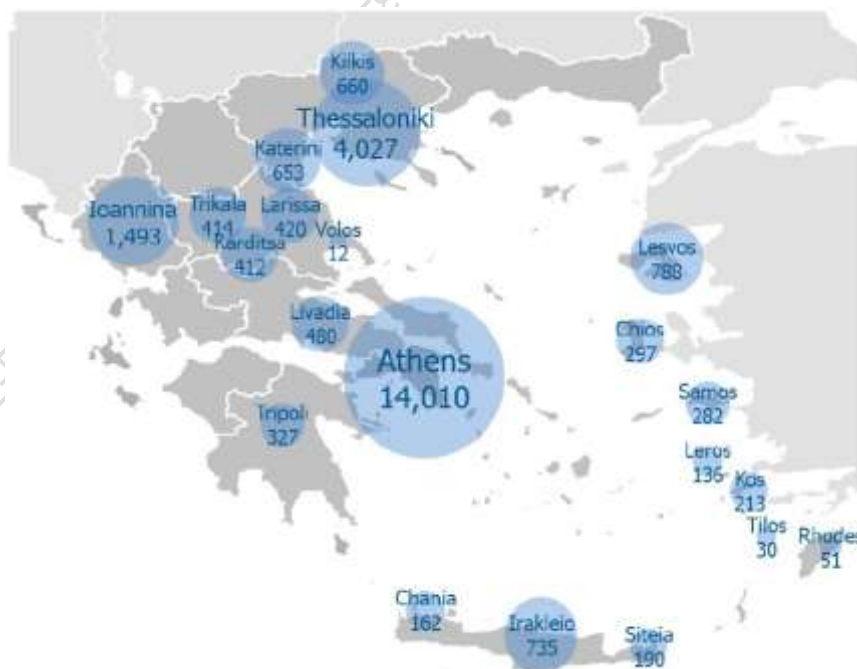 Kilkis
660
Thessaloniki
4,027
Katerini
653
Ioannina
1,493
Trikala
414
Larissa
420
Volos
12
Karditsa
412
Lesvos
788
Livadia
480
Chios
297
Athens
14,010
Samos
282
Tripoli
327
Leros
136
Kos
213
Tilos
30
Rhodes
51
Chania
162
Irakleio
735
Siteia
190